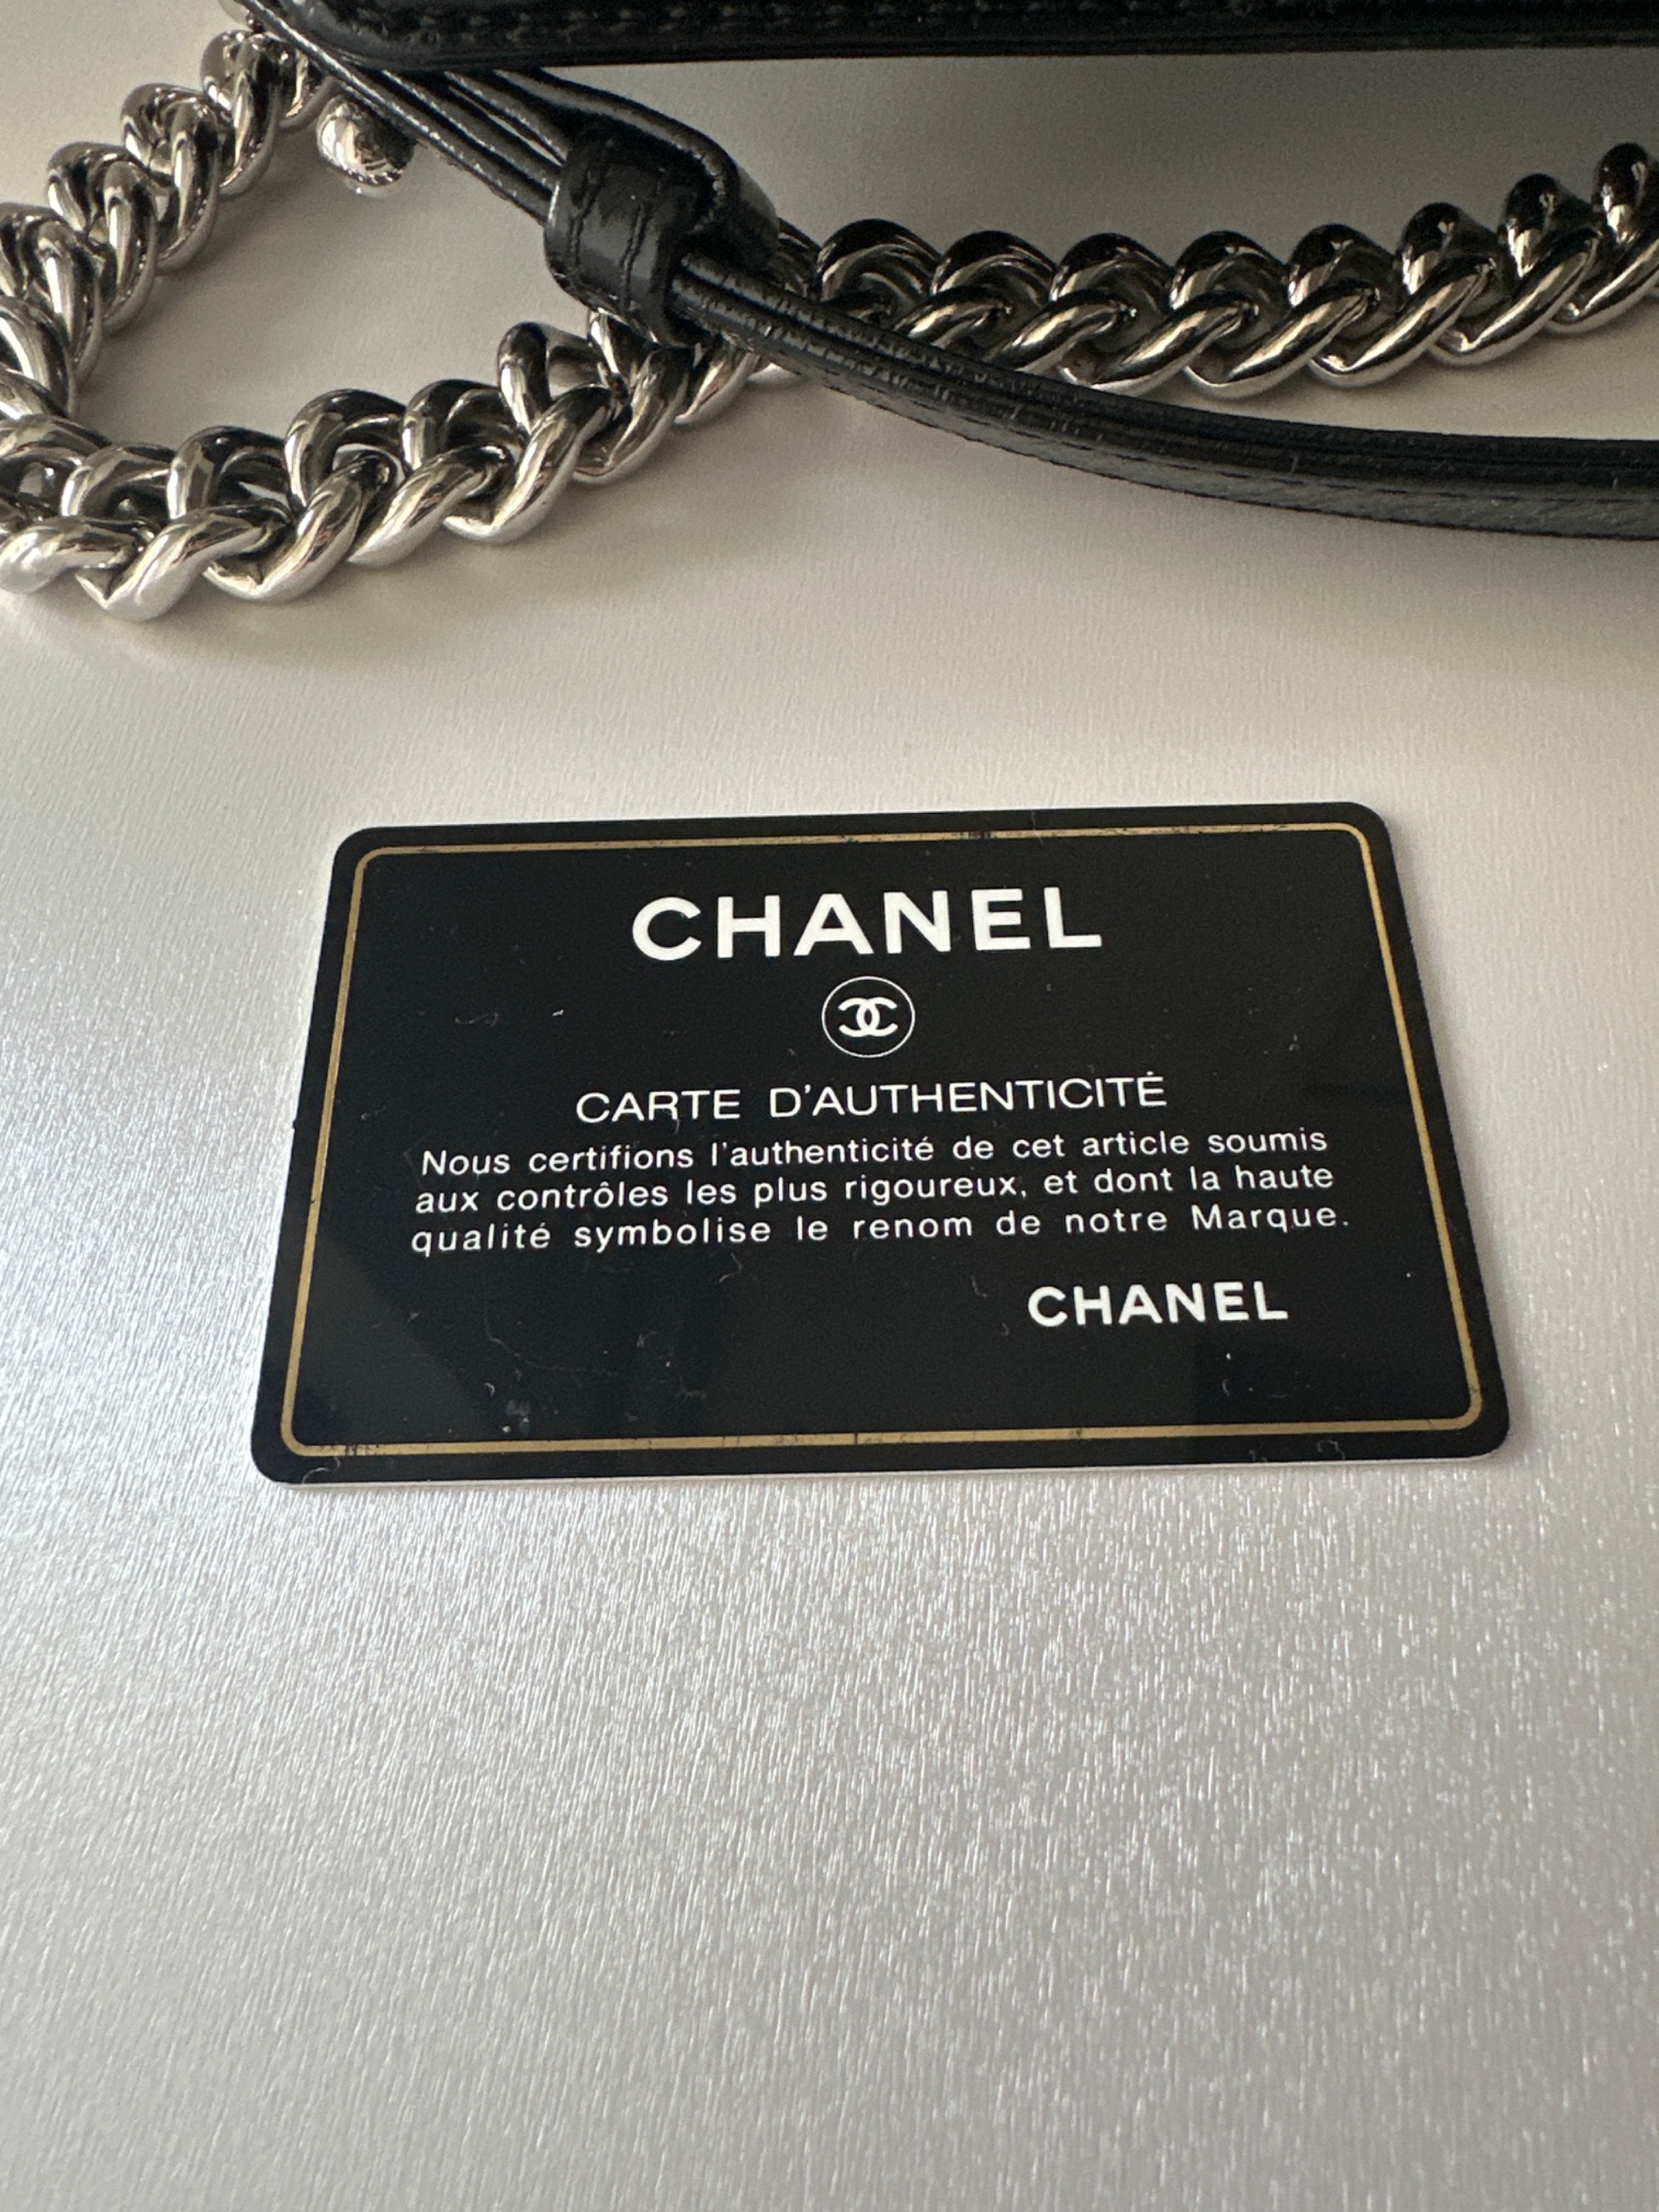 CHANEL
CARTE D'AUTHENTICITÉ
Nous certifions l'authenticité de cet article soumis
aux contrôles les plus rigoureux, et dont la haute
qualité symbolise le renom de notre Marque.
CHANEL